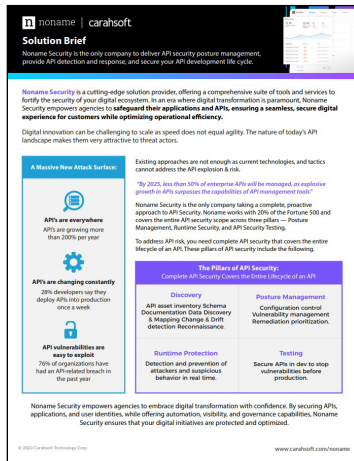 noname | carahsoft
Solution Brief
Noname Security is the only company to deliver API security posture management,
provide API detection and response, and secure your API development life cycle.
Noname Security is a cutting-edge solution provider, offering a comprehensive suite of tools and services to
fortify the security of your digital ecosystem. In an era where digital transformation is paramount, Noname
Security empowers agencies to safeguard their applications and APIs, ensuring a seamless, secure digital
experience for customers while optimizing operational efficiency.
Digital innovation can be challenging to scale as speed does not equal agility. The nature of today's API
landscape makes them very attractive to threat actors.
A Massive New Attack Surface:
API's are everywhere
API's are growing more
than 200% per year
API's are changing constantly
28% developers say they
deploy APIs into production
once a week
API vulnerabilities are
easy to exploit
76% of organizations have
had an API-related breach in
the past year
Existing approaches are not enough as current technologies, and tactics
cannot address the API explosion & risk.
"By 2025, less than 50% of enterprise APIs will be managed, as explosive
growth in APIs surpasses the capabilities of API management tools"
Noname Security is the only company taking a complete, proactive
approach to API Security. Noname works with 20% of the Fortune 500 and
covers the entire API security scope across three pillars — Posture
Management, Runtime Security, and API Security Testing.
To address API risk, you need complete API security that covers the entire
lifecycle of an API. These pillars of API security include the following.
The Pillars of API Security:
Complete API Security Covers the Entire Lifecycle of an API
Discovery
API asset inventory Schema
Documentation Data Discovery
& Mapping Change & Drift
detection Reconnaissance.
Posture Management
Configuration control
Vulnerability management
Remediation prioritization.
Runtime Protection
Detection and prevention of
attackers and suspicious
behavior in real time.
Testing
Secure APIs in dev to stop
vulnerabilities before
production.
Noname Security empowers agencies to embrace digital transformation with confidence. By securing APIs,
applications, and user identities, while offering automation, visibility, and governance capabilities, Noname
Security ensures that your digital initiatives are protected and optimized.
© 2023 Carahsoft Technology Corp.
www.carahsoft.com/noname